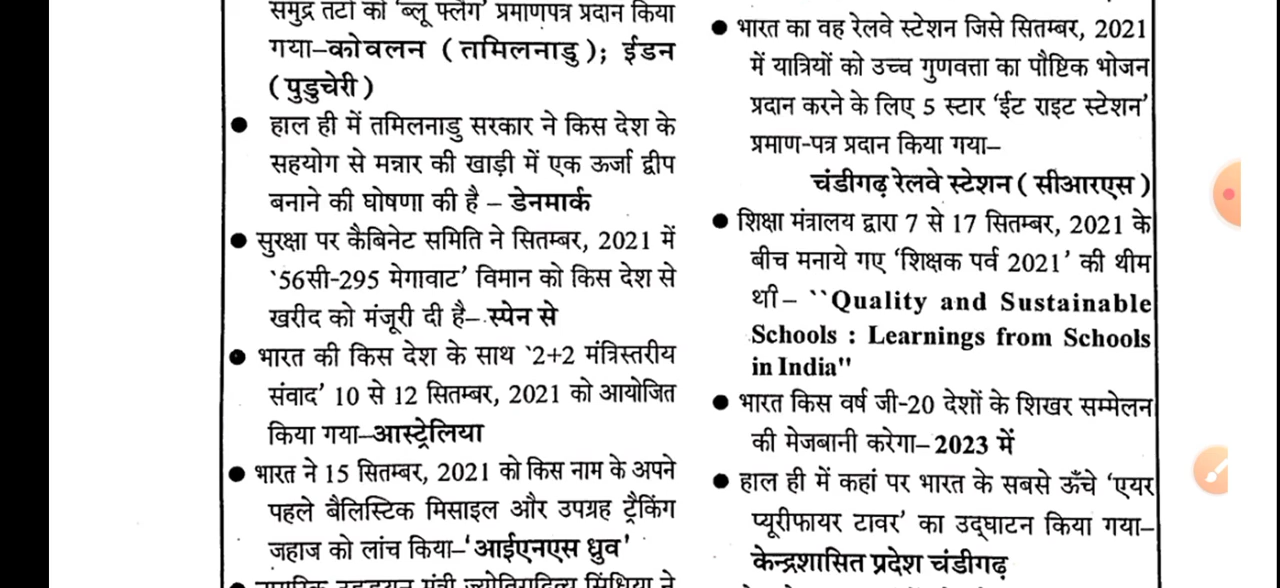 समुद्र तटों को ‘ब्लू फ्लैग’ प्रमाणपत्र प्रदान किया
गया–कोवलन (तमिलनाडु); ईडन
(पुडुचेरी)
● हाल ही में तमिलनाडु सरकार ने किस देश के
सहयोग से मन्नार की खाड़ी में एक ऊर्जा द्वीप
बनाने की घोषणा की है – डेनमार्क
● सुरक्षा पर कैबिनेट समिति ने सितम्बर, 2021 में
‘56सी-295 मेगावाट’ विमान को किस देश से
खरीद को मंजूरी दी है– स्पेन से
● भारत की किस देश के साथ ‘2+2 मंत्रिस्तरीय
संवाद’ 10 से 12 सितम्बर, 2021 को आयोजित
किया गया–आस्ट्रेलिया
● भारत ने 15 सितम्बर, 2021 को किस नाम के अपने
पहले बैलिस्टिक मिसाइल और उपग्रह ट्रैकिंग
जहाज को लांच किया–‘आईएनएस ध्रुव’
● नागरिक उड्डयन मंत्री ज्योतिरादित्य सिंधिया ने
● भारत का वह रेलवे स्टेशन जिसे सितम्बर, 2021
में यात्रियों को उच्च गुणवत्ता का पौष्टिक भोजन
प्रदान करने के लिए 5 स्टार ‘ईट राइट स्टेशन’
प्रमाण-पत्र प्रदान किया गया–
चंडीगढ़ रेलवे स्टेशन (सीआरएस)
● शिक्षा मंत्रालय द्वारा 7 से 17 सितम्बर, 2021 के
बीच मनाये गए ‘शिक्षक पर्व 2021’ की थीम
थी– ``Quality and Sustainable
Schools : Learnings from Schools
in India"
● भारत किस वर्ष जी-20 देशों के शिखर सम्मेलन
की मेजबानी करेगा– 2023 में
● हाल ही में कहां पर भारत के सबसे ऊँचे ‘एयर
प्यूरीफायर टावर’ का उद्घाटन किया गया–
केन्द्रशासित प्रदेश चंडीगढ़